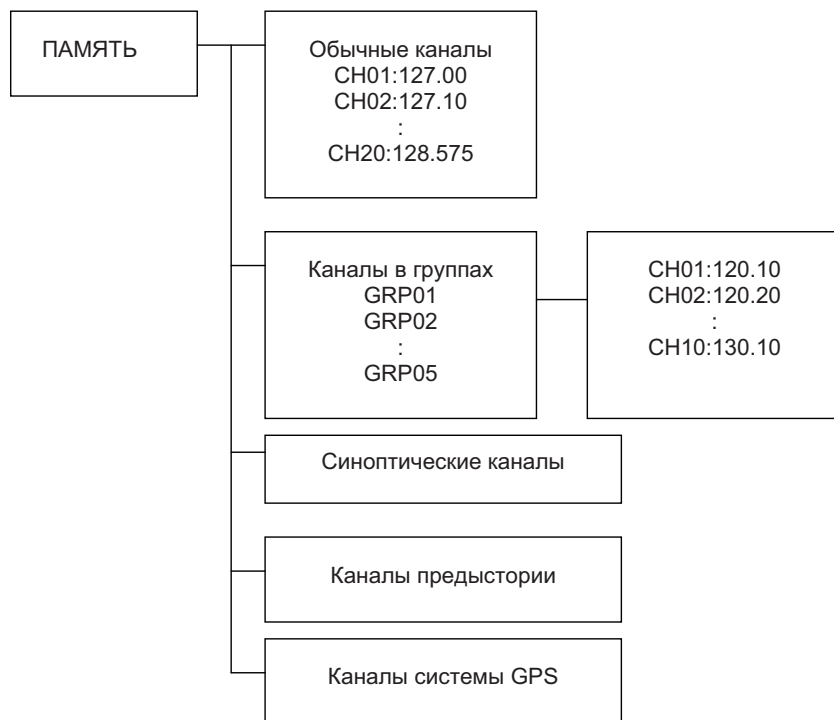 ПАМЯТЬ
Обычные каналы
CH01:127.00
CH02:127.10
:
CH20:128.575
Каналы в группах
GRP01
GRP02
:
GRP05
CH01:120.10
CH02:120.20
:
CH10:130.10
Синоптические каналы
Каналы предыстории
Каналы системы GPS